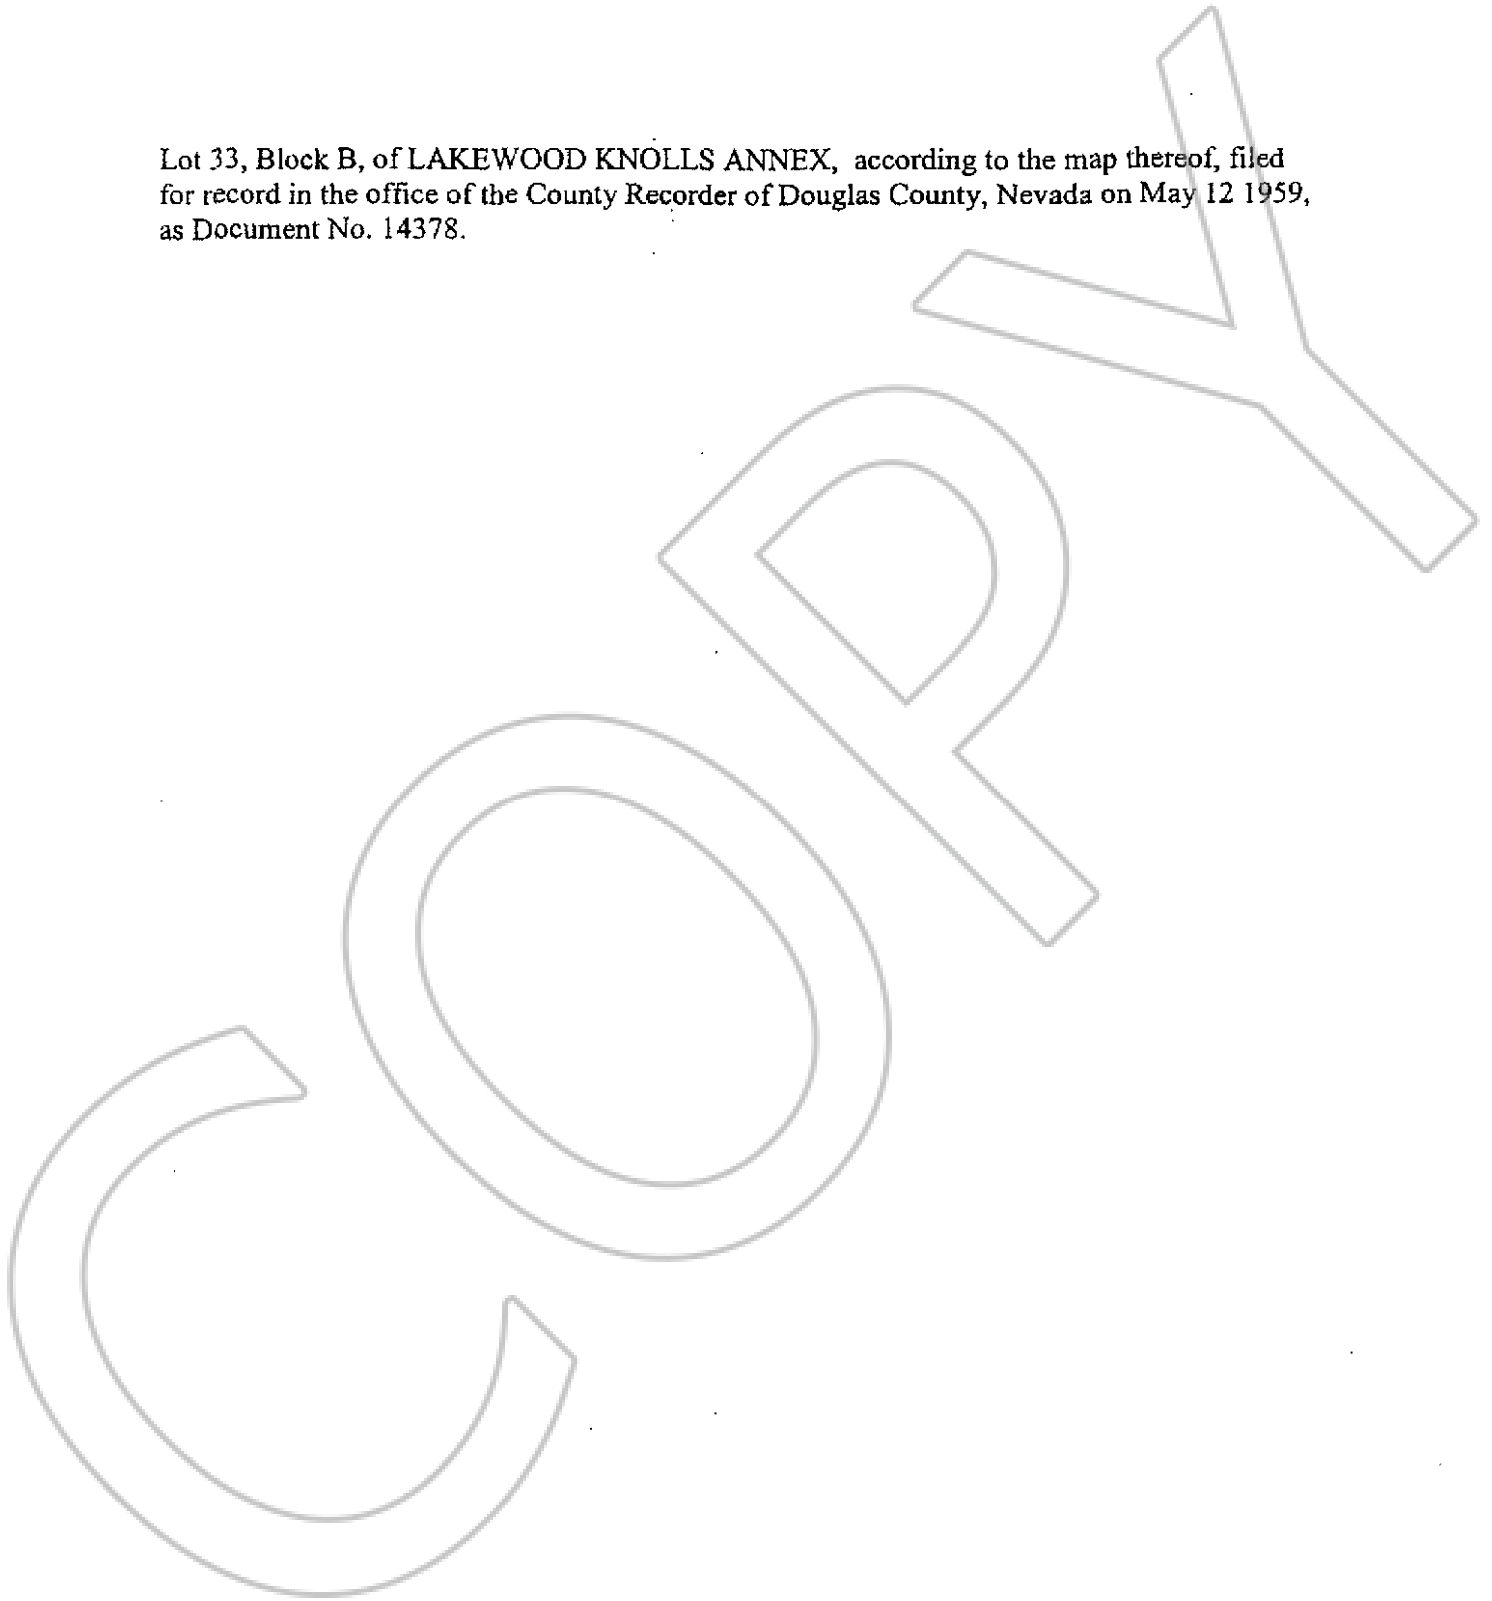 Lot 33, Block B, of LAKEWOOD KNOLLS ANNEX, according to the map thereof, filed
for record in the office of the County Recorder of Douglas County, Nevada on May 12 1959,
as Document No. 14378.
COPY